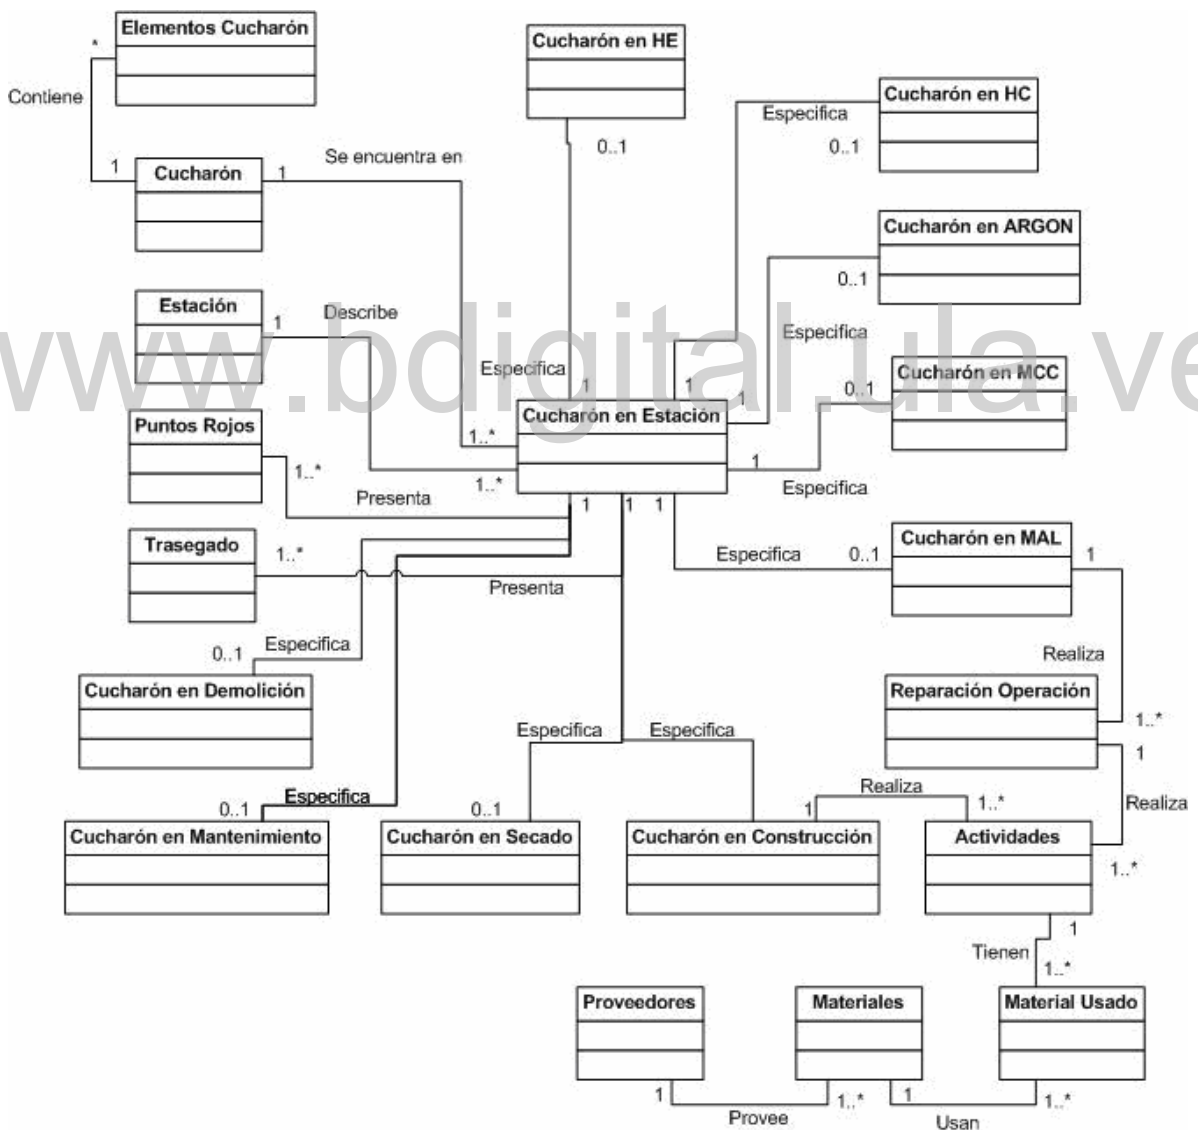 Elementos Cucharón
*
Contiene
1
Cucharón
1
Se encuentra en
Cucharón en HE
0..1
Especifica
Cucharón en HC
0..1
Cucharón en ARGON
0..1
Especifica
Estación
1
Describe
Especifica
1
1
1
Cucharón en MCC
0..1
www.bdigital.ula.ve
Cucharón en Estación
1..*
1..*
1
Especifica
Puntos Rojos
1..*
Presenta
1
1
1
Trasegado
1..*
Presenta
Especifica
0..1
Cucharón en MAL
1
Realiza
Especifica
0..1
Cucharón en Demolición
Reparación Operación
1..*
1
Especifica
Especifica
Realiza
1
1..*
Realiza
Especifica
0..1
Cucharón en Mantenimiento
0..1
Cucharón en Secado
Cucharón en Construcción
Actividades
1..*
1
Tienen
1..*
Proveedores
Materiales
Material Usado
1
Provee
1..*
1
Usan
1..*